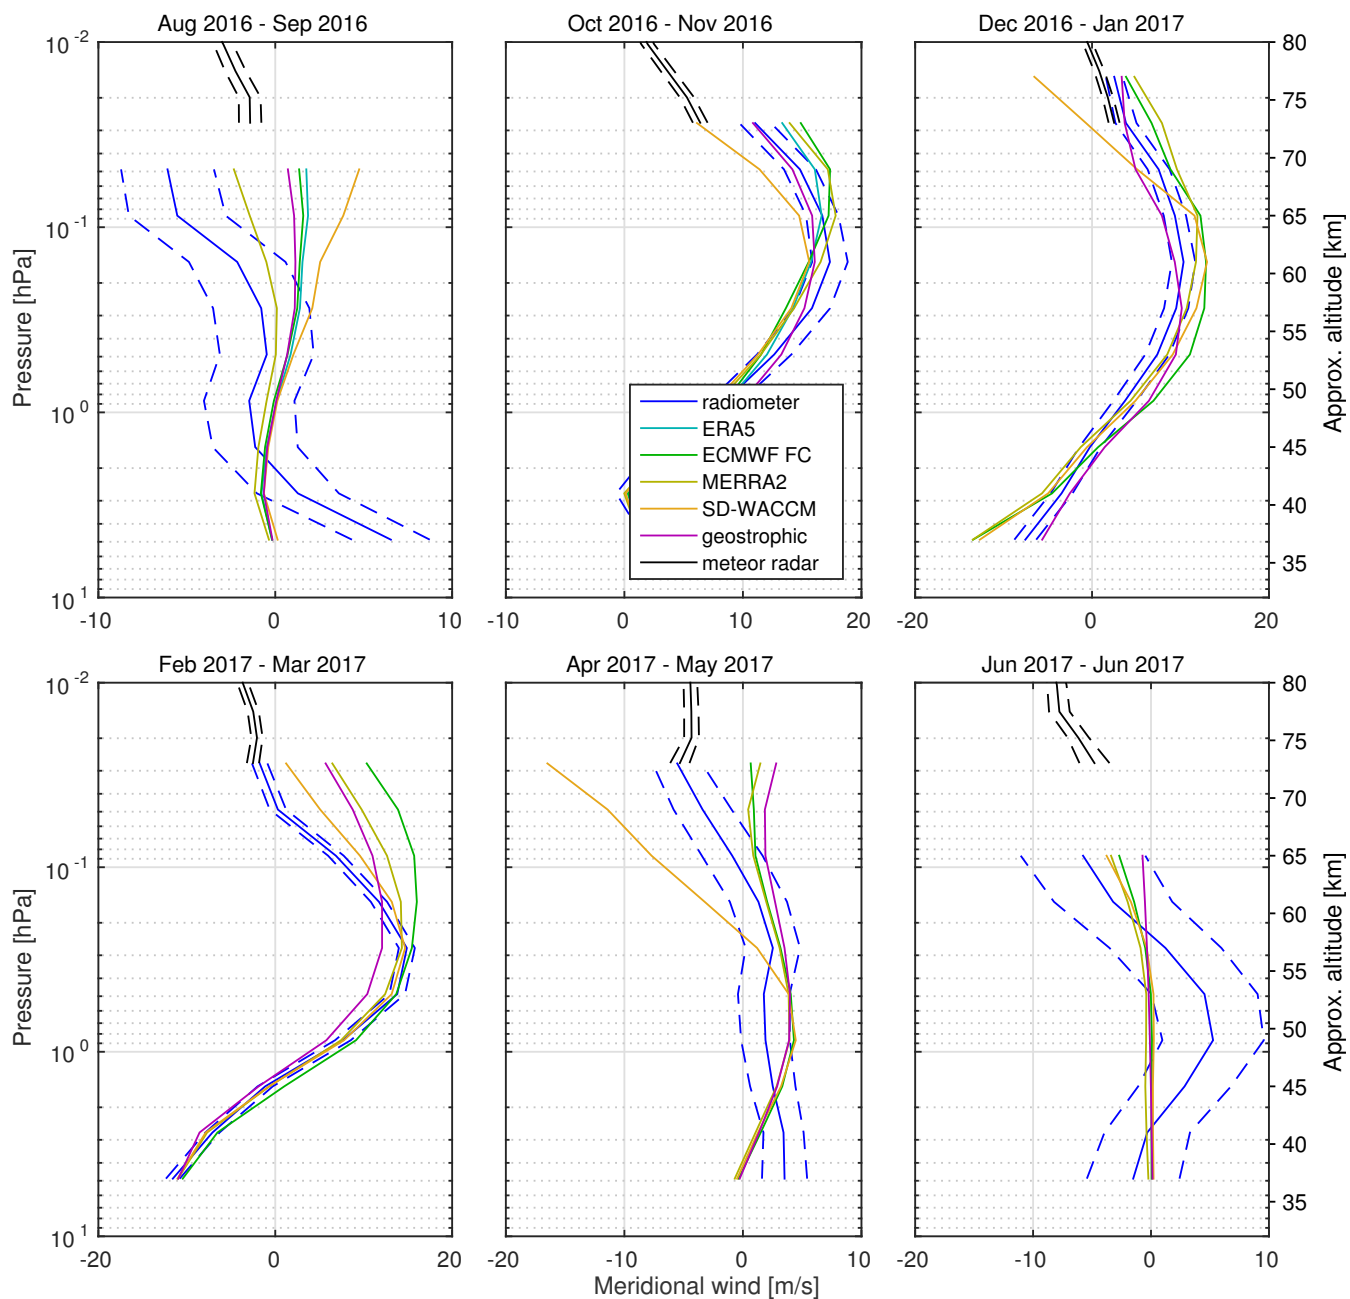 Aug 2016 - Sep 2016
Oct 2016 - Nov 2016
Dec 2016 - Jan 2017
10^-2
10^-1
10^0
10^1
Pressure [hPa]
-10 0 10
-10 0 10 20
-20 -10 0 10 20
80
75
70
65
60
55
50
45
40
35
Approx. altitude [km]
radiometer
ERA5
ECMWF FC
MERRA2
SD-WACCM
geostrophic
meteor radar
Feb 2017 - Mar 2017
Apr 2017 - May 2017
Jun 2017 - Jun 2017
10^-2
10^-1
10^0
10^1
Pressure [hPa]
-20 0 20
-20 -10 0 10
-20 -10 0 10
80
75
70
65
60
55
50
45
40
35
Approx. altitude [km]
Meridional wind [m/s]